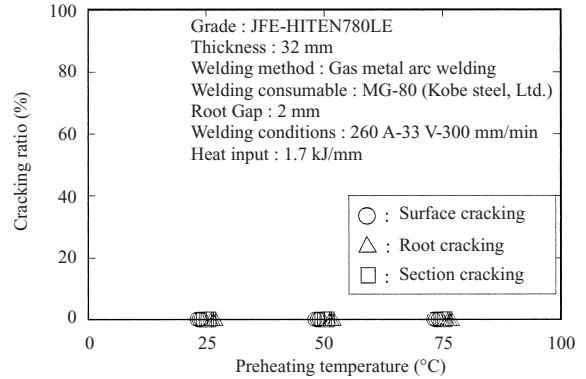 100
80
60
40
20
0
Cracking ratio (%)
Grade : JFE-HITEN780LE
Thickness : 32 mm
Welding method : Gas metal arc welding
Welding consumable : MG-80 (Kobe steel, Ltd.)
Root Gap : 2 mm
Welding conditions : 260 A-33 V-300 mm/min
Heat input : 1.7 kJ/mm
: Surface cracking
: Root cracking
: Section cracking
0 25 50 75 100
Preheating temperature (°C)